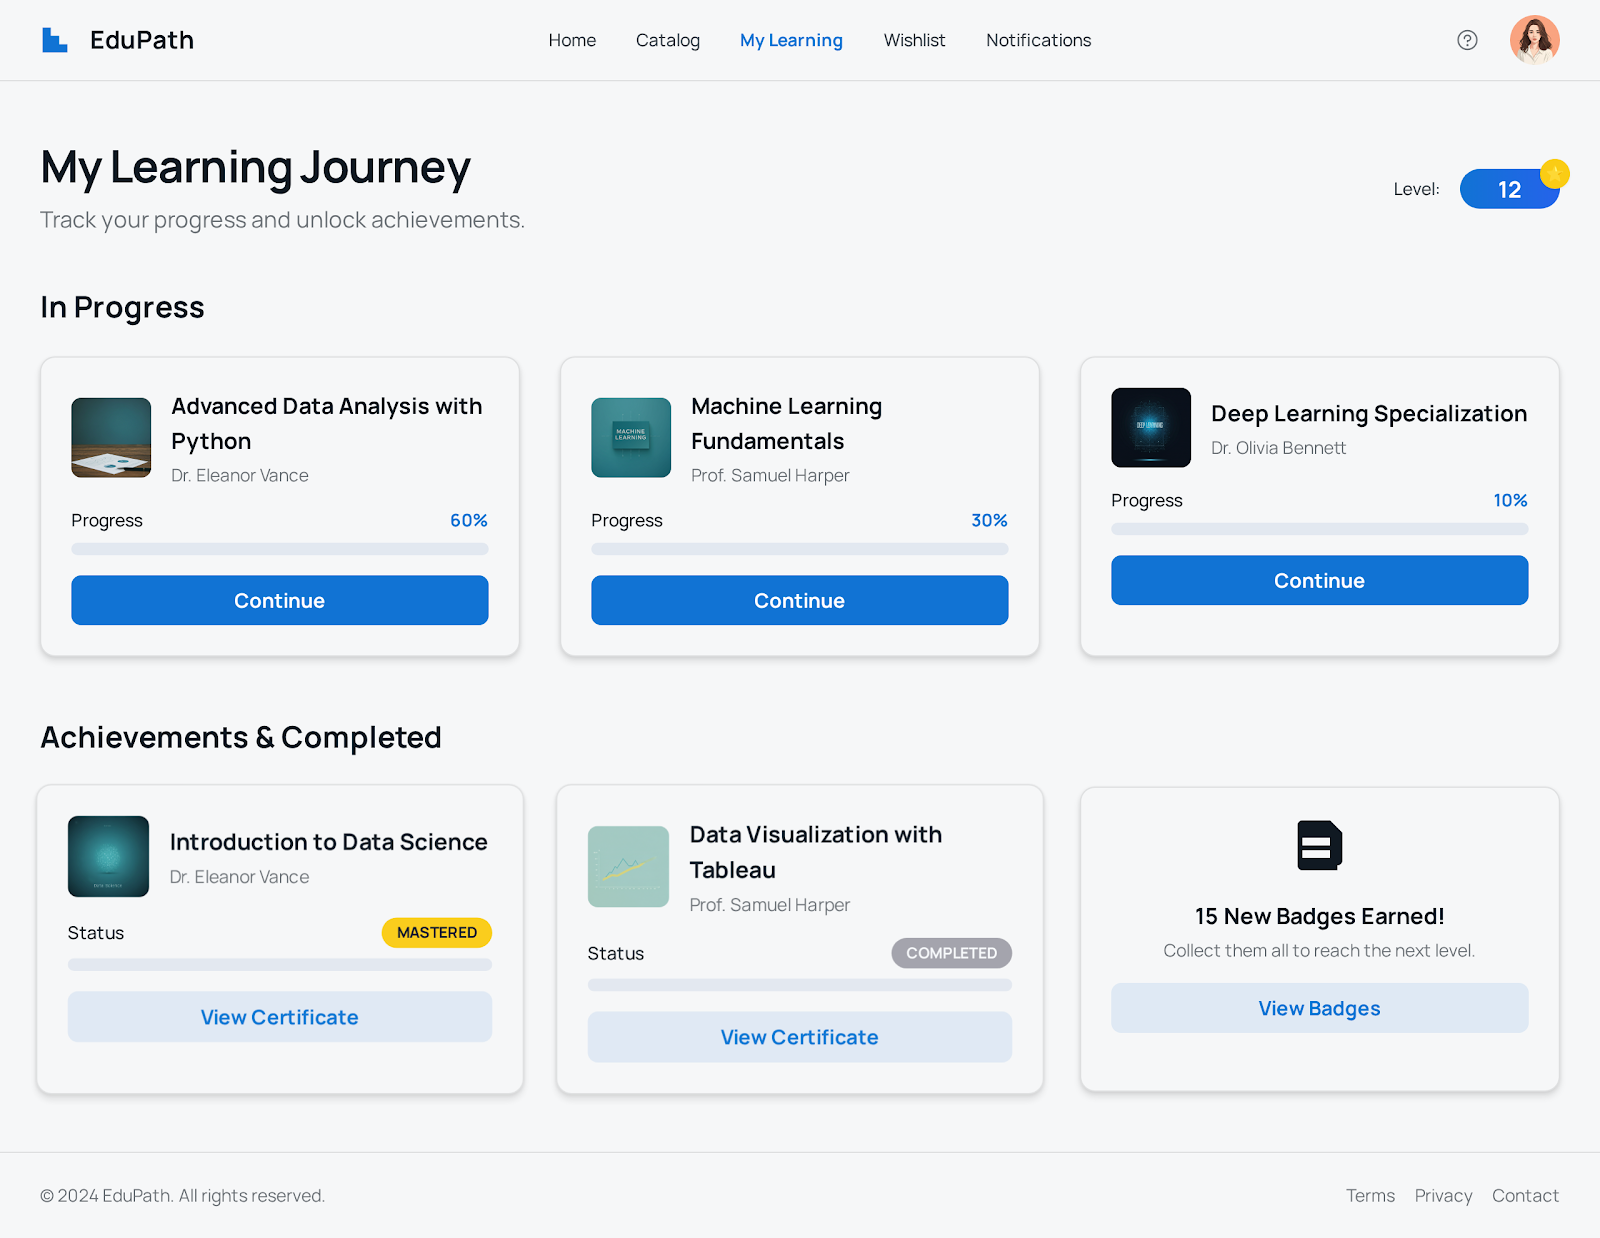 EduPath
Home
Catalog
My Learning
Wishlist
Notifications
My Learning Journey
Track your progress and unlock achievements.
Level:
12
In Progress
Advanced Data Analysis with
Python
Dr. Eleanor Vance
Progress
60%
Continue
MACHINE
LEARNING
Machine Learning
Fundamentals
Prof. Samuel Harper
Progress
30%
Continue
DEEP LEARNING
Deep Learning Specialization
Dr. Olivia Bennett
Progress
10%
Continue
Achievements & Completed
Introduction to Data Science
Dr. Eleanor Vance
Status
MASTERED
View Certificate
Data Visualization with
Tableau
Prof. Samuel Harper
Status
COMPLETED
View Certificate
15 New Badges Earned!
Collect them all to reach the next level.
View Badges
© 2024 EduPath. All rights reserved.
Terms
Privacy
Contact